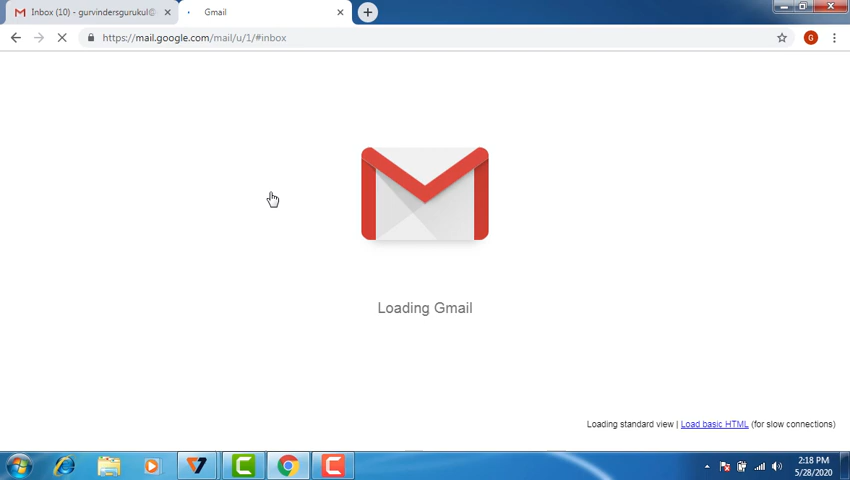 Inbox (10) - gurvindersgurukul@
Gmail
https://mail.google.com/mail/u/1/#inbox
G
Loading Gmail
Loading standard view | Load basic HTML (for slow connections)
2:18 PM
5/28/2020